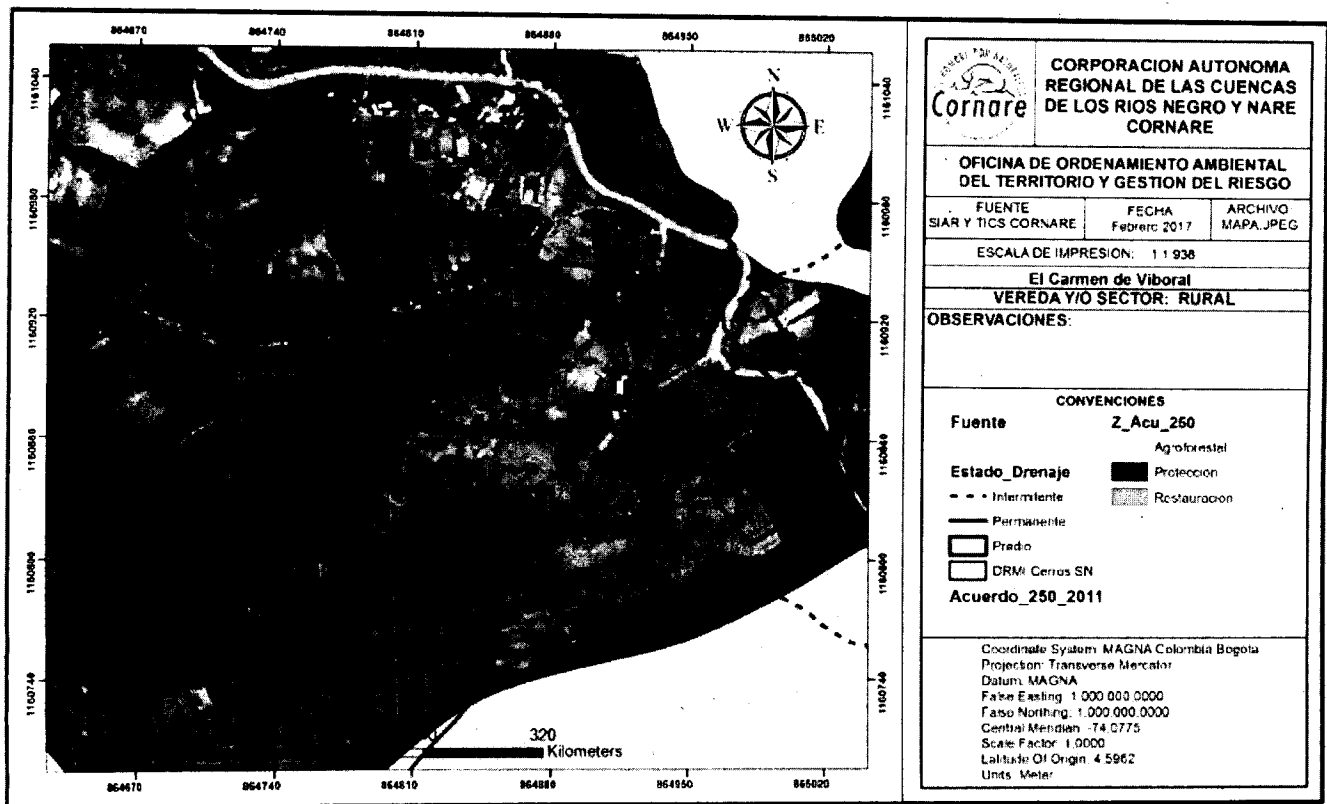 864670 864740 864810 864880 864950 865020
1161040
1160980
1160920
1160860
1160800
1160740
N
W E
S
320
Kilometers
1161040
1160980
1160920
1160860
1160800
1160740
864670 864740 864810 864880 864950 865020
Cornare
CORPORACION AUTONOMA
REGIONAL DE LAS CUENCAS
DE LOS RIOS NEGRO Y NARE
CORNARE
OFICINA DE ORDENAMIENTO AMBIENTAL
DEL TERRITORIO Y GESTION DEL RIESGO
FUENTE
SIAR Y TICS CORNARE
FECHA
Febrero 2017
ARCHIVO
MAPA.JPEG
ESCALA DE IMPRESION: 1 1 938
El Carmen de Viboral
VEREDA Y/O SECTOR: RURAL
OBSERVACIONES:
CONVENCIONES
Fuente
Estado_Drenaje
Intermitente
Permanente
Predio
DRMI Cerros SN
Acuerdo_250_2011
Z_Acu_250
Agroforestal
Proteccion
Restauracion
Coordinate System: MAGNA Colombia Bogota
Projection: Transverse Mercator
Datum: MAGNA
False Easting: 1.000.000.0000
False Northing: 1.000.000.0000
Central Meridian: -74.0775
Scale Factor: 1.0000
Latitude Of Origin: 4.5962
Units: Meter